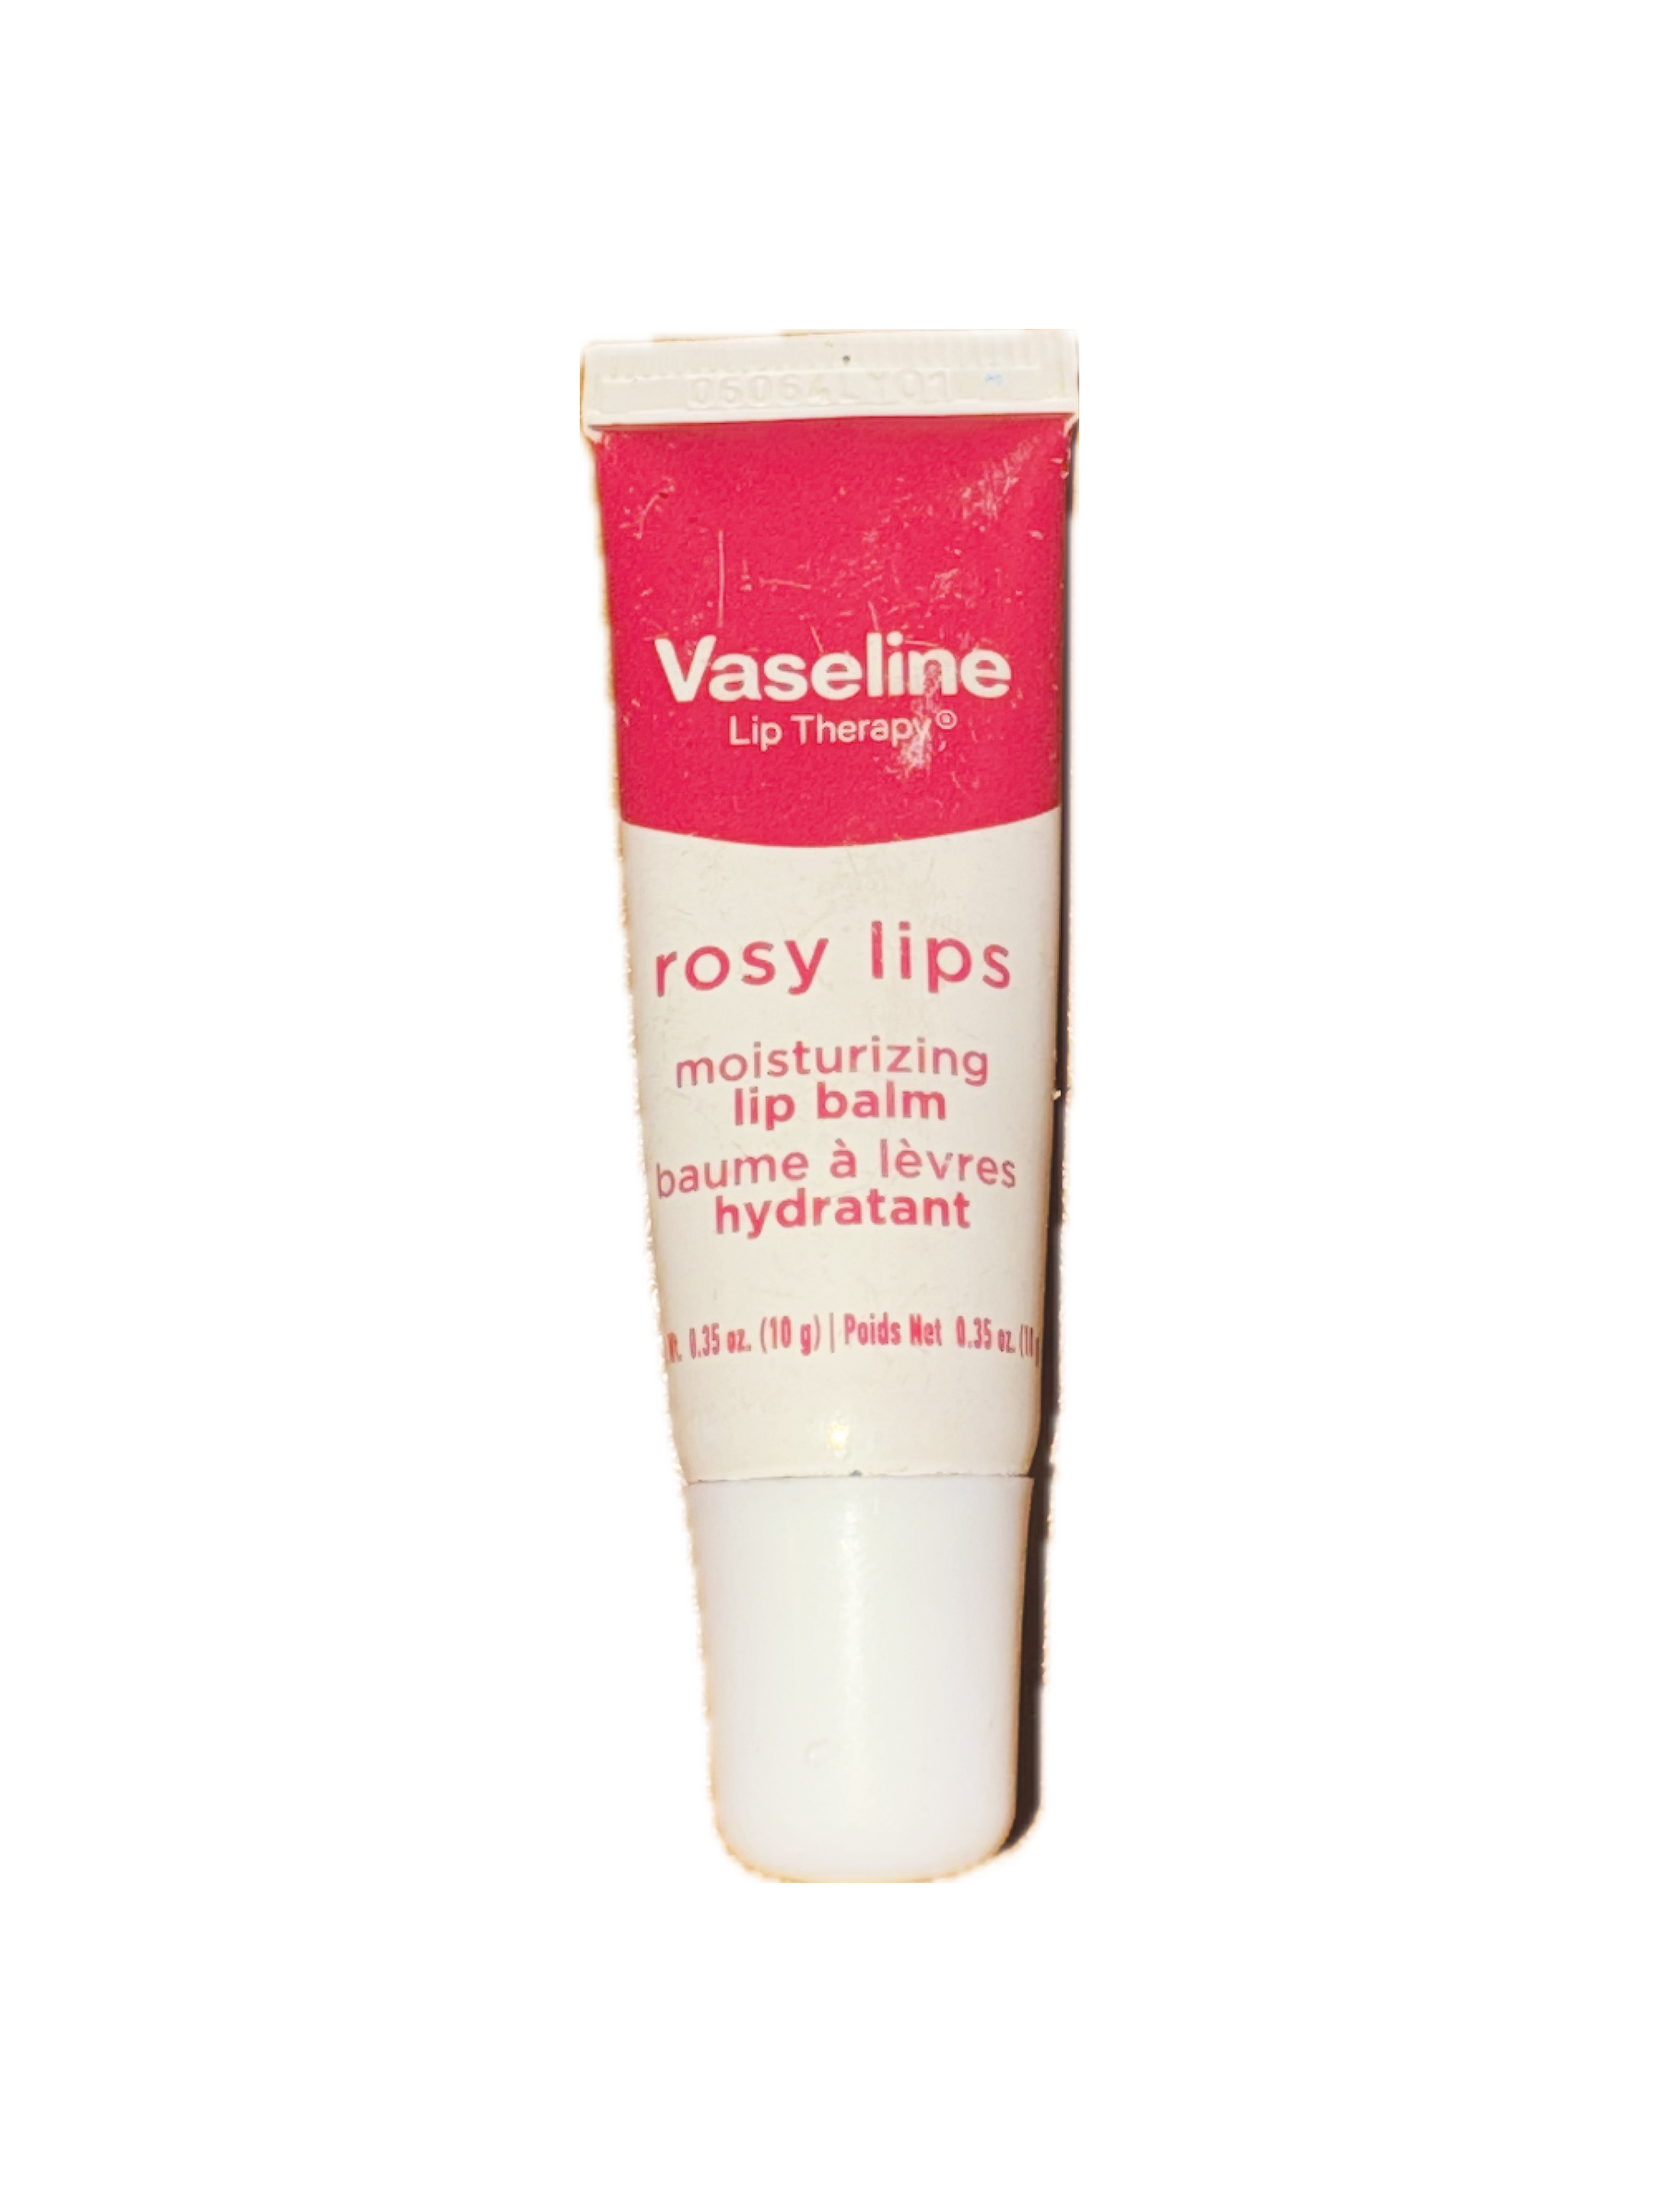 Vaseline
Lip Therapy®
rosy lips
moisturizing
lip balm
baume à lèvres
hydratant
0.35 oz. (10 g) | Poids Net 0.35 oz.